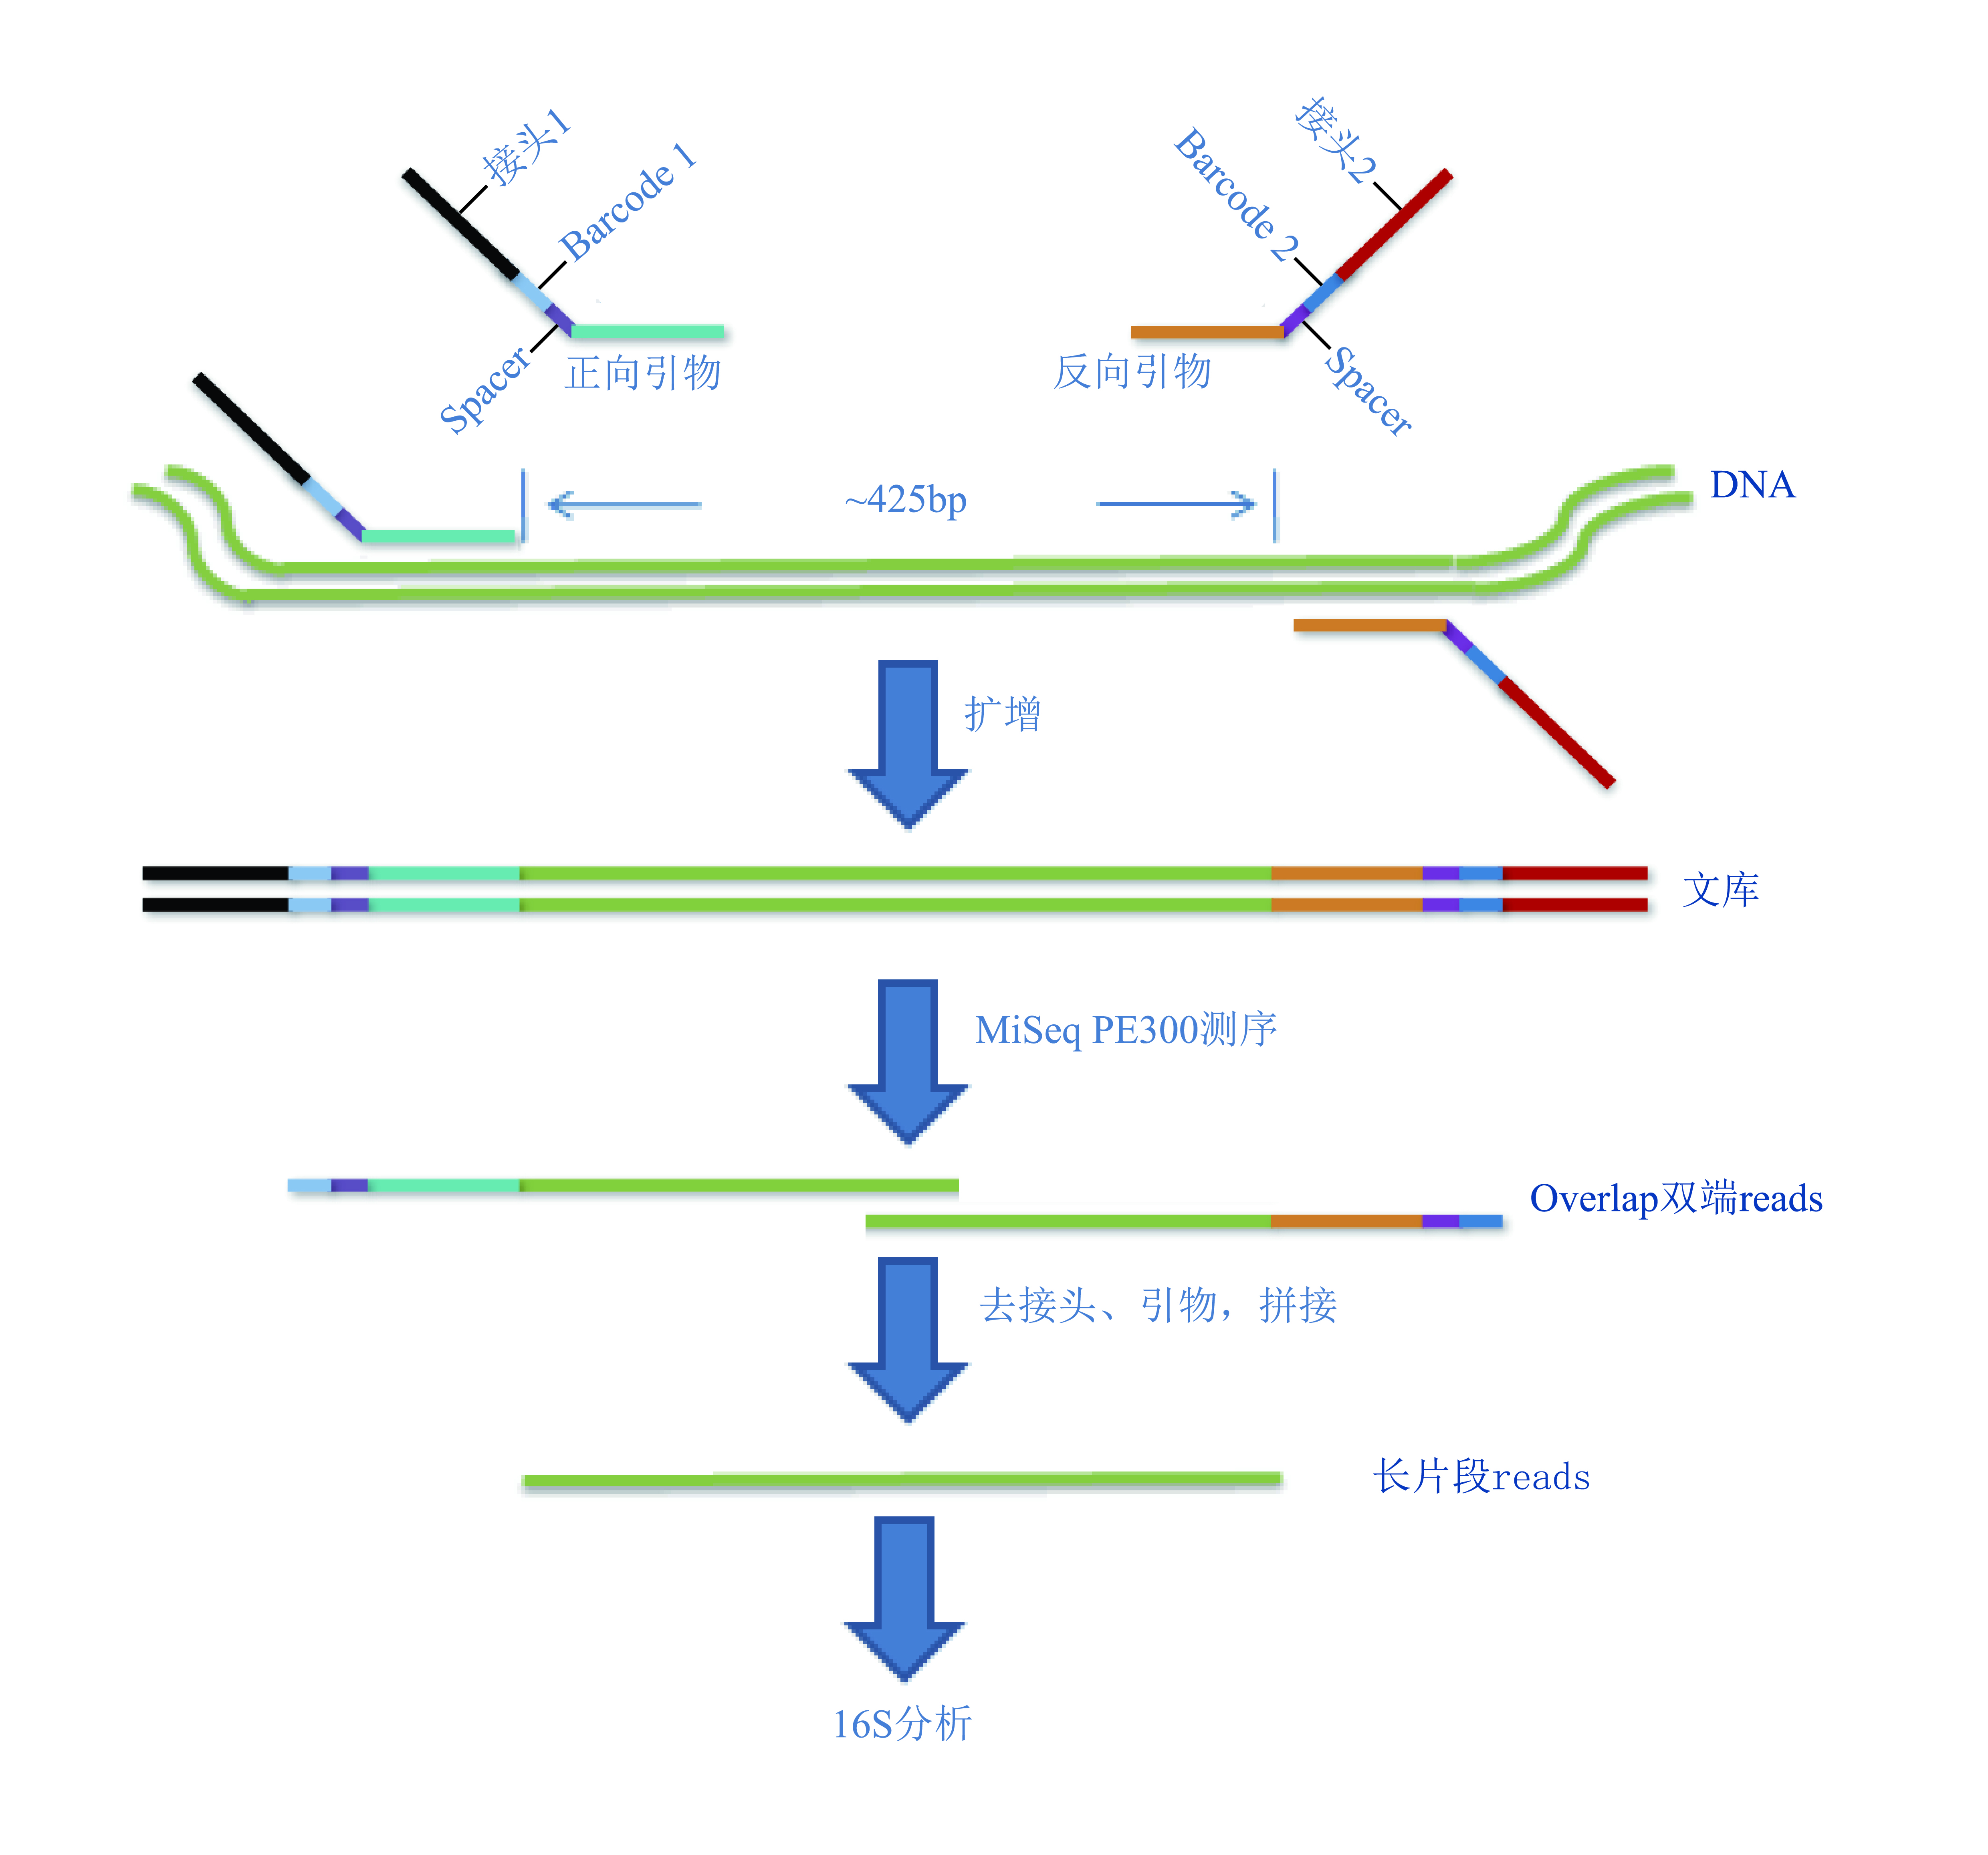 接头1
Barcode 1
Spacer
正向引物
接头2
Barcode 2
Spacer
反向引物
~425bp
DNA
扩增
文库
MiSeq PE300测序
Overlap双端reads
去接头、引物，拼接
长片段reads
16S分析